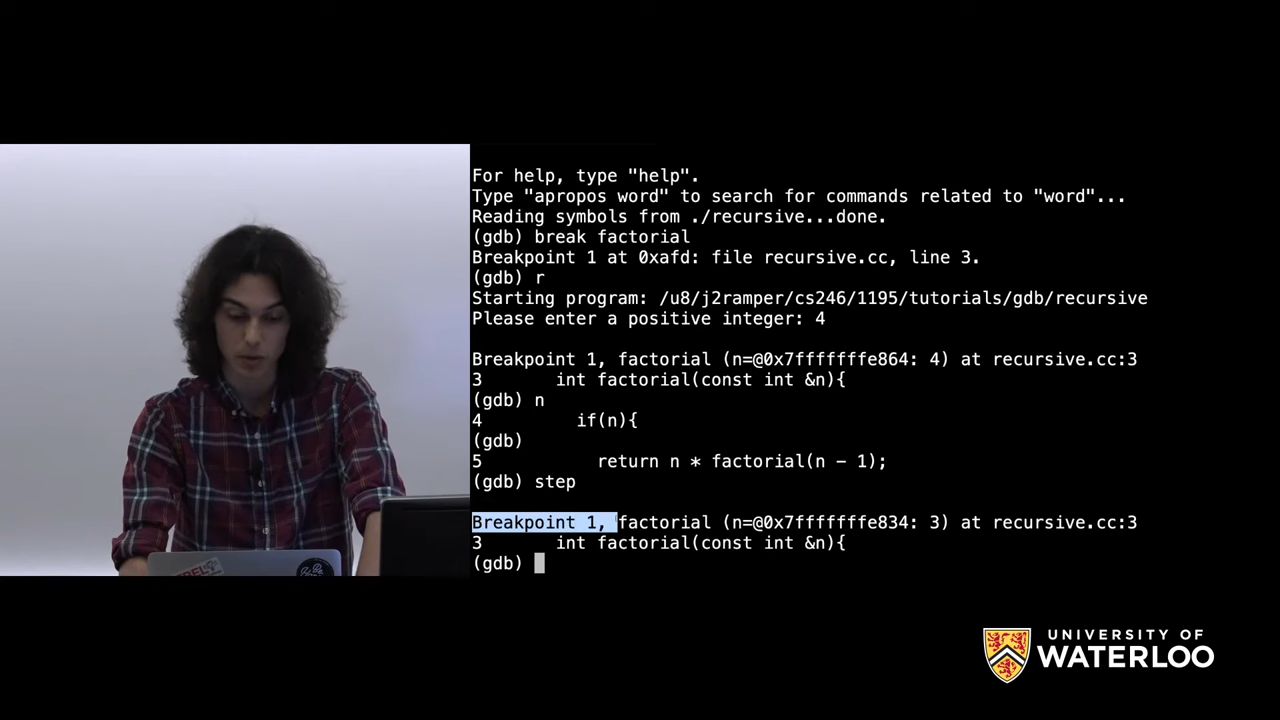 For help, type "help".
Type "apropos word" to search for commands related to "word"...
Reading symbols from ./recursive...done.
(gdb) break factorial
Breakpoint 1 at 0xafd: file recursive.cc, line 3.
(gdb) r
Starting program: /u8/j2ramper/cs246/1195/tutorials/gdb/recursive
Please enter a positive integer: 4
Breakpoint 1, factorial (n=@0x7fffffffe864: 4) at recursive.cc:3
3 int factorial(const int &n){
(gdb) n
4 if(n){
(gdb)
5 return n * factorial(n - 1);
(gdb) step
Breakpoint 1, factorial (n=@0x7fffffffe834: 3) at recursive.cc:3
3 int factorial(const int &n){
(gdb)
UNIVERSITY OF
WATERLOO